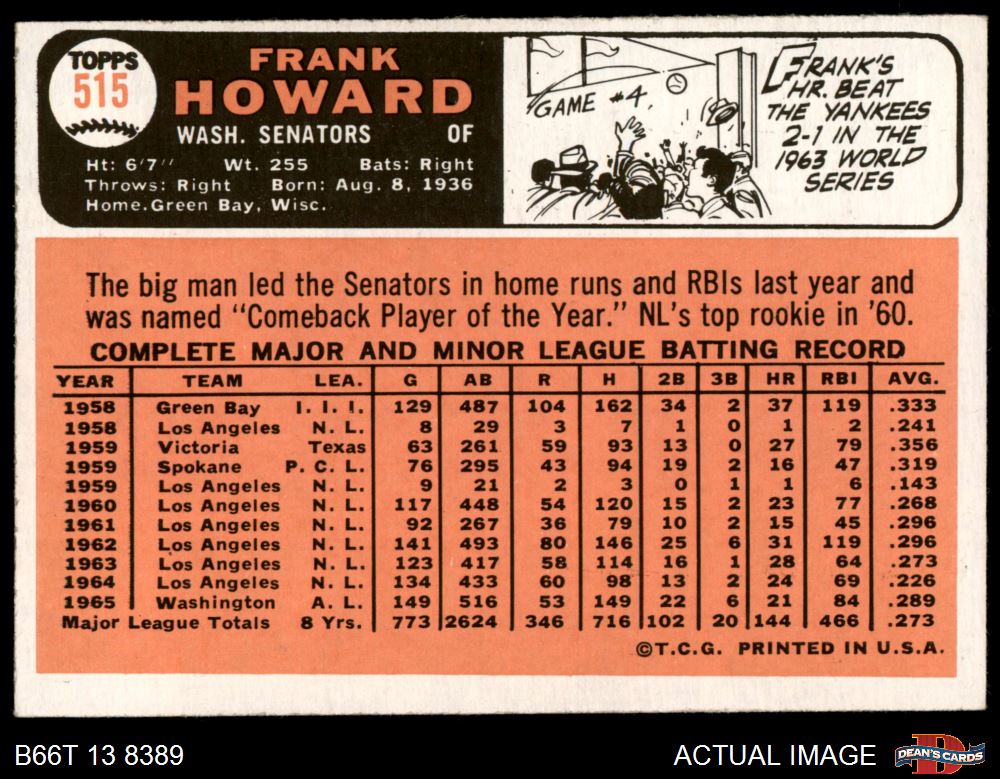 TOPPS
515
FRANK
HOWARD
WASH. SENATORS OF
Ht: 6'7" Wt. 255 Bats: Right
Throws: Right Born: Aug. 8, 1936
Home.Green Bay, Wisc.
GAME #4.
FRANK'S
HR. BEAT
THE YANKEES
2-1 IN THE
1963 WORLD
SERIES
The big man led the Senators in home runs and RBIs last year and
was named "Comeback Player of the Year." NL's top rookie in '60.
COMPLETE MAJOR AND MINOR LEAGUE BATTING RECORD
YEAR TEAM LEA. G AB R H 2B 3B HR RBI AVG.
1958 Green Bay I. I. I. 129 487 104 162 34 2 37 119 .333
1958 Los Angeles N. L. 8 29 3 7 1 0 1 2 .241
1959 Victoria Texas 63 261 59 93 13 0 27 79 .356
1959 Spokane P. C. L. 76 295 43 94 19 2 16 47 .319
1959 Los Angeles N. L. 9 21 2 3 0 1 1 6 .143
1960 Los Angeles N. L. 117 448 54 120 15 2 23 77 .268
1961 Los Angeles N. L. 92 267 36 79 10 2 15 45 .296
1962 Los Angeles N. L. 141 493 80 146 25 6 31 119 .296
1963 Los Angeles N. L. 123 417 58 114 16 1 28 64 .273
1964 Los Angeles N. L. 134 433 60 98 13 2 24 69 .226
1965 Washington A. L. 149 516 53 149 22 6 21 84 .289
Major League Totals 8 Yrs. 773 2624 346 716 102 20 144 466 .273
©T.C.G. PRINTED IN U.S.A.
B66T 13 8389
ACTUAL IMAGE
DEAN'S CARDS